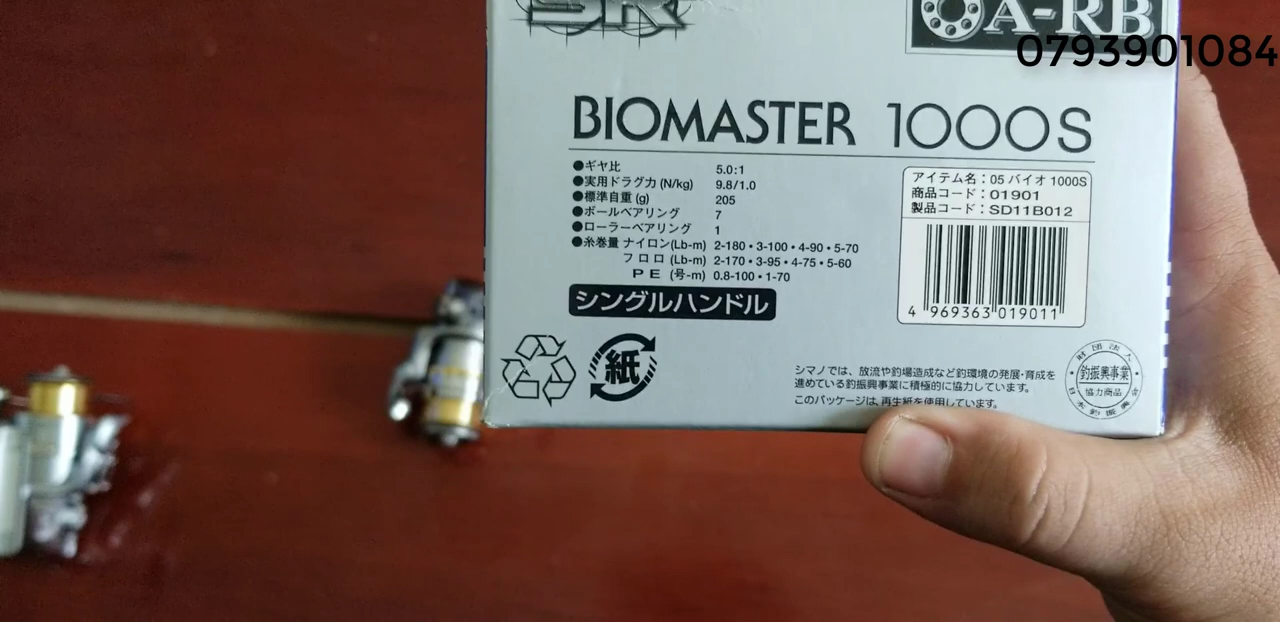 SR
A-RB
0793901084
BIOMASTER 1000S
●ギヤ比 5.0:1
●実用ドラグ力 (N/kg) 9.8/1.0
●標準自重 (g) 205
●ボールベアリング 7
●ローラーベアリング 1
●糸巻量 ナイロン(Lb-m) 2-180・3-100・4-90・5-70
フロロ (Lb-m) 2-170・3-95・4-75・5-60
PE (号-m) 0.8-100・1-70
シングルハンドル
アイテム名：05 バイオ 1000S
商品コード：01901
製品コード：SD11B012
4 969363 019011
紙
シマノでは、放流や釣場造成など釣環境の発展・育成を
進めている釣振興事業に積極的に協力しています。
このパッケージは、再生紙を使用しています。
財団法人
釣振興事業
協力商品
日本釣振興会